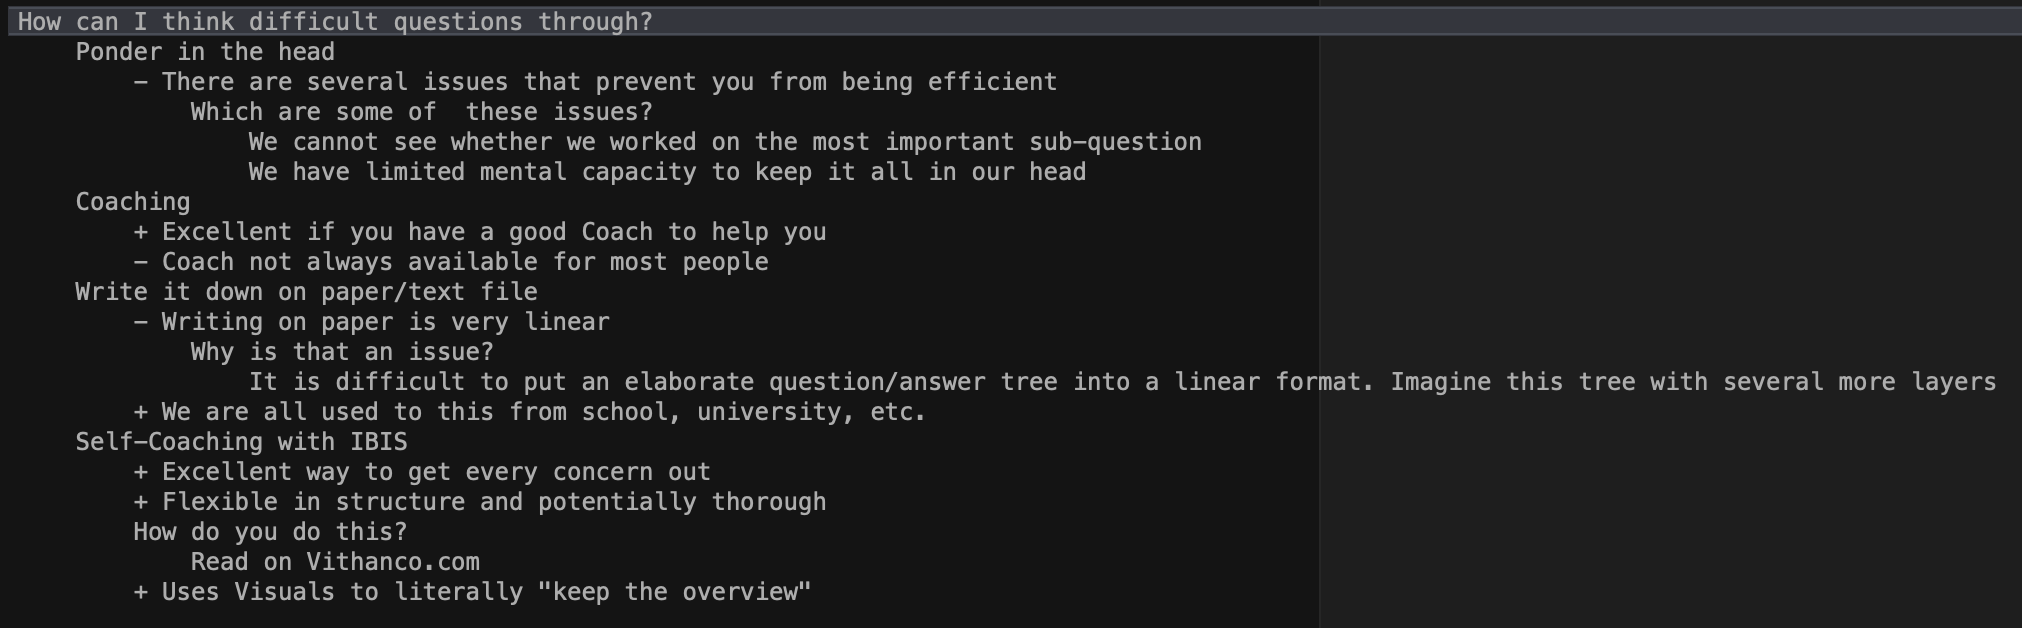 How can I think difficult questions through?
Ponder in the head
− There are several issues that prevent you from being efficient
Which are some of  these issues?
We cannot see whether we worked on the most important sub−question
We have limited mental capacity to keep it all in our head
Coaching
+ Excellent if you have a good Coach to help you
− Coach not always available for most people
Write it down on paper/text file
− Writing on paper is very linear
Why is that an issue?
It is difficult to put an elaborate question/answer tree into a linear format. Imagine this tree with several more layers
+ We are all used to this from school, university, etc.
Self−Coaching with IBIS
+ Excellent way to get every concern out
+ Flexible in structure and potentially thorough
How do you do this?
Read on Vithanco.com
+ Uses Visuals to literally "keep the overview"